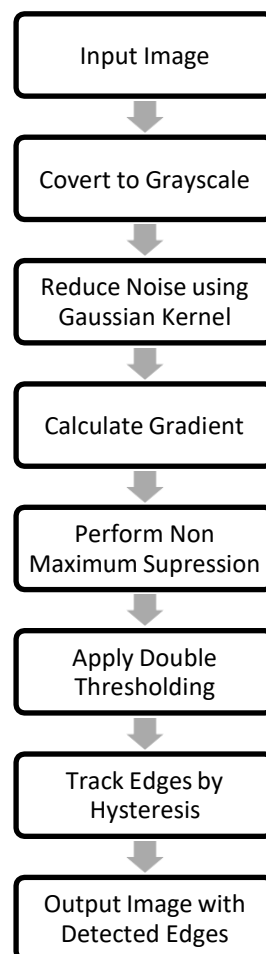 Input Image
Covert to Grayscale
Reduce Noise using
Gaussian Kernel
Calculate Gradient
Perform Non
Maximum Supression
Apply Double
Thresholding
Track Edges by
Hysteresis
Output Image with
Detected Edges